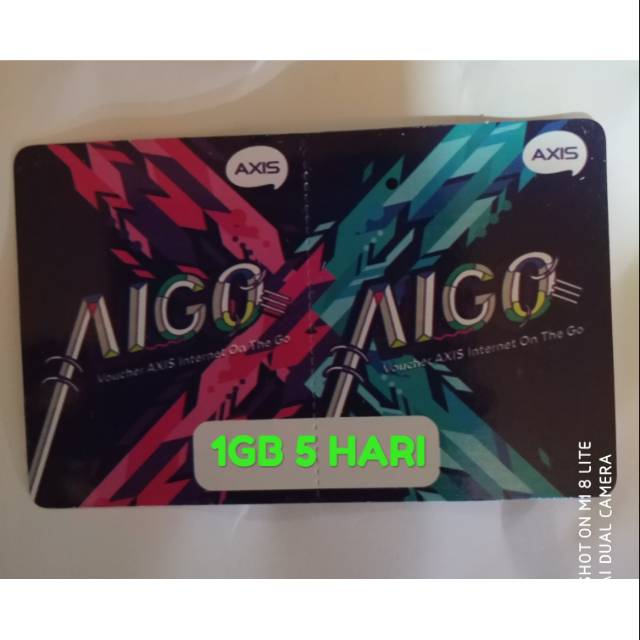 AXIS
AIGO
Voucher AXIS Internet On The Go
AXIS
AIGO
Voucher AXIS Internet On The Go
1GB 5 HARI
SHOT ON MI 8 LITE
AI DUAL CAMERA